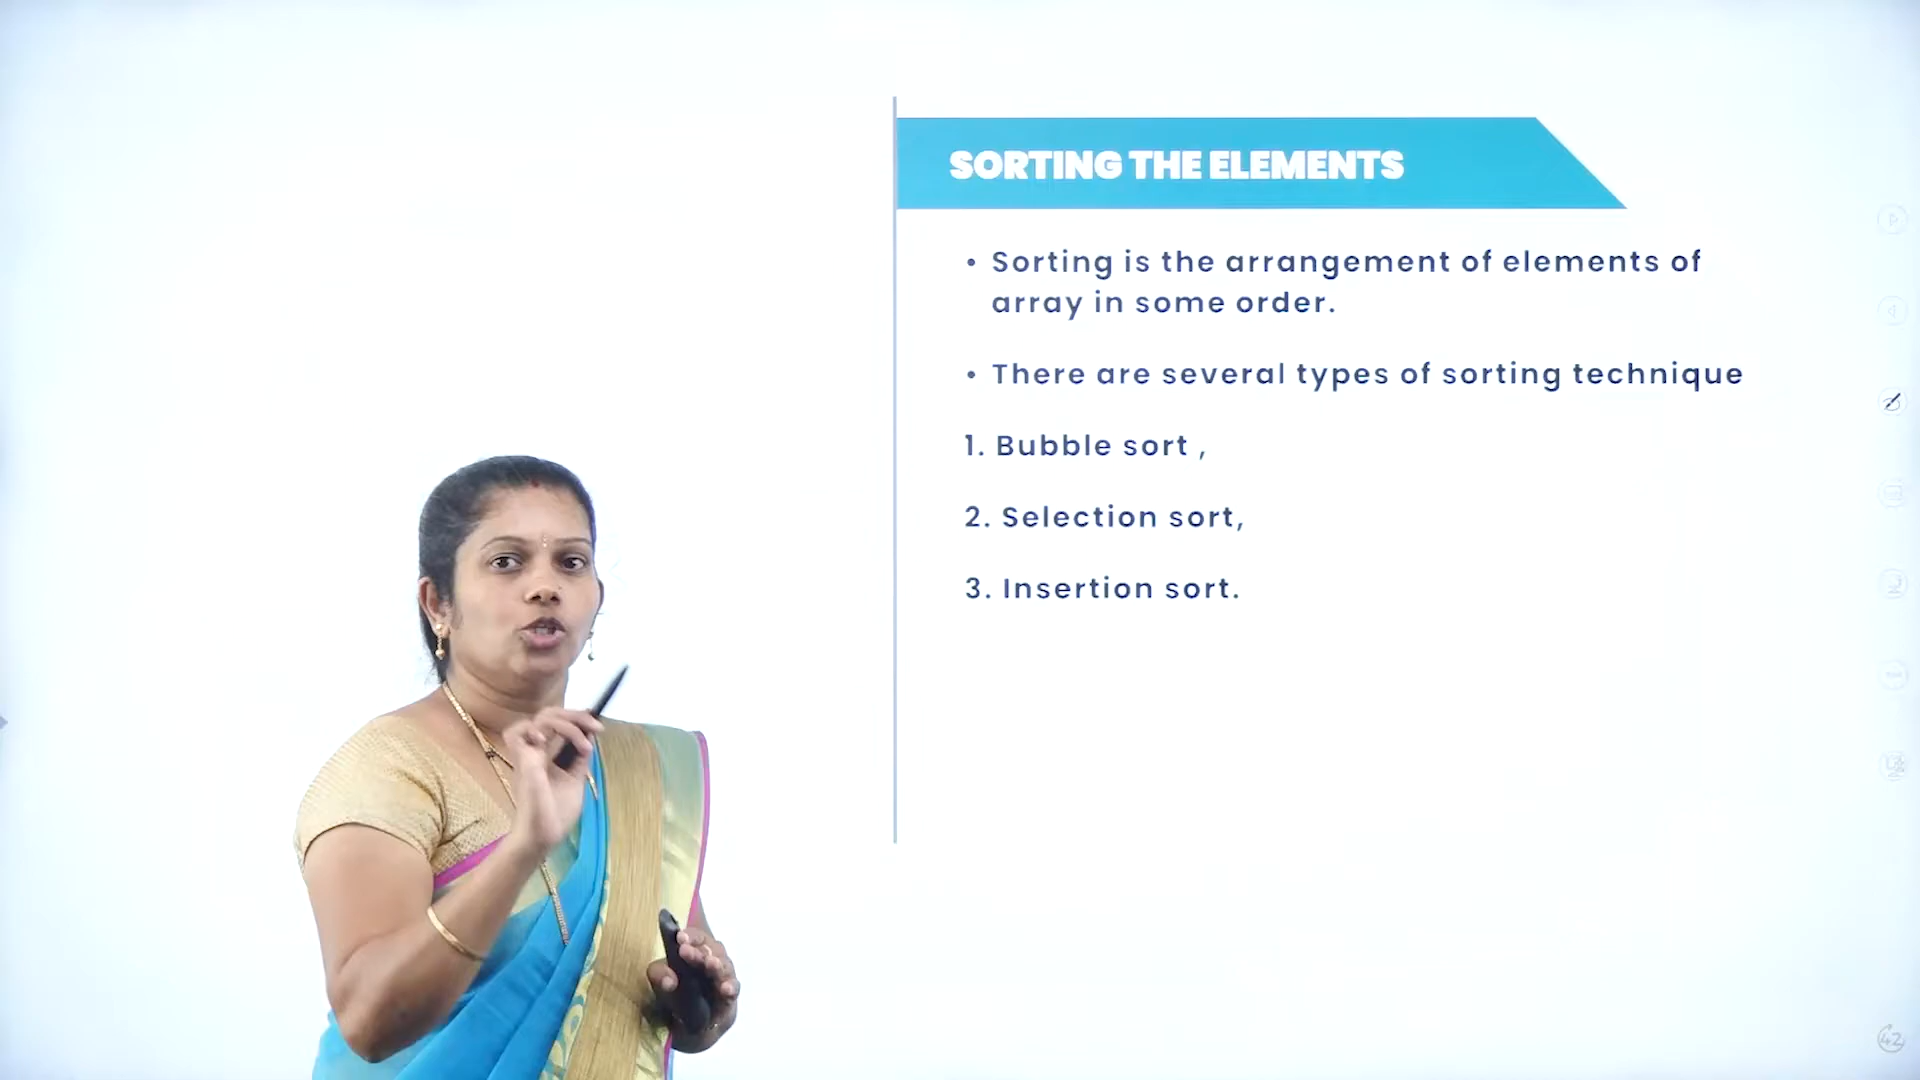 SORTING THE ELEMENTS
• Sorting is the arrangement of elements of
array in some order.
• There are several types of sorting technique
1. Bubble sort ,
2. Selection sort,
3. Insertion sort.
42